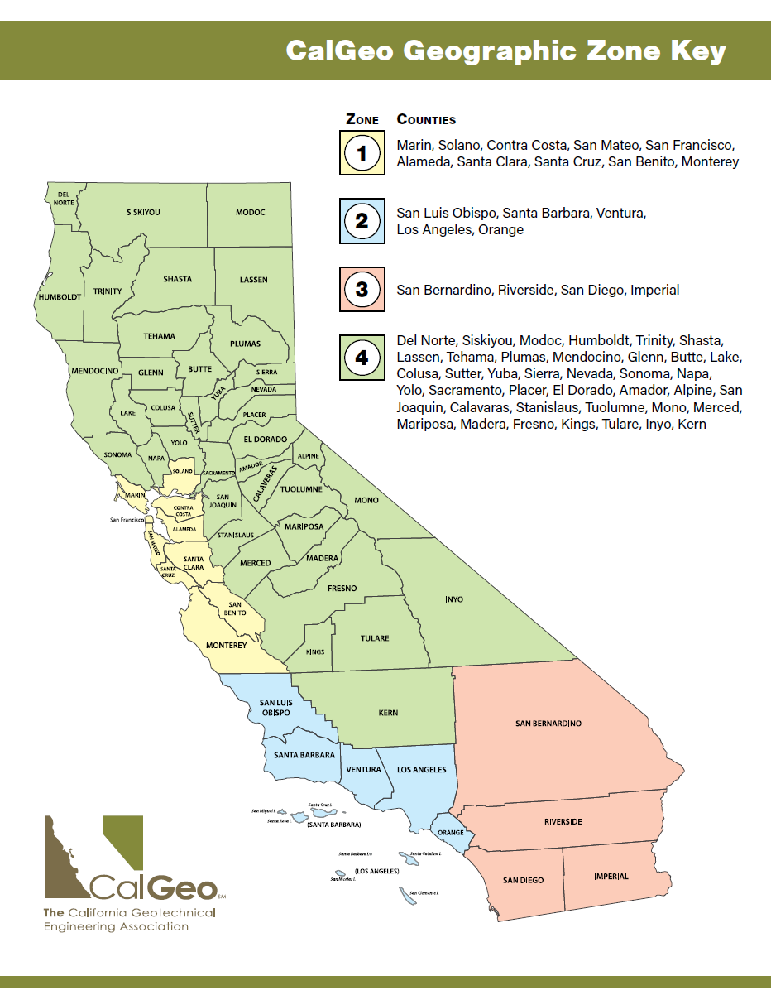 CalGeo Geographic Zone Key
ZONE COUNTIES
1 Marin, Solano, Contra Costa, San Mateo, San Francisco,
Alameda, Santa Clara, Santa Cruz, San Benito, Monterey
2 San Luis Obispo, Santa Barbara, Ventura,
Los Angeles, Orange
3 San Bernardino, Riverside, San Diego, Imperial
4 Del Norte, Siskiyou, Modoc, Humboldt, Trinity, Shasta,
Lassen, Tehama, Plumas, Mendocino, Glenn, Butte, Lake,
Colusa, Sutter, Yuba, Sierra, Nevada, Sonoma, Napa,
Yolo, Sacramento, Placer, El Dorado, Amador, Alpine, San
Joaquin, Calavaras, Stanislaus, Tuolumne, Mono, Merced,
Mariposa, Madera, Fresno, Kings, Tulare, Inyo, Kern
DEL
NORTE
SISKIYOU
MODOC
HUMBOLDT
TRINITY
SHASTA
LASSEN
TEHAMA
PLUMAS
MENDOCINO
GLENN
BUTTE
SIERRA
YUBA
NEVADA
LAKE
COLUSA
SUTTER
PLACER
SONOMA
NAPA
YOLO
EL DORADO
SOLANO
SACRAMENTO
AMADOR
ALPINE
MARIN
CONTRA
COSTA
SAN
JOAQUIN
CALAVERAS
TUOLUMNE
MONO
San Francisco
ALAMEDA
STANISLAUS
MARIPOSA
SAN MATEO
SANTA
CLARA
SANTA
CRUZ
MERCED
MADERA
FRESNO
INYO
SAN
BENITO
MONTEREY
KINGS
TULARE
SAN LUIS
OBISPO
KERN
SAN BERNARDINO
SANTA BARBARA
VENTURA
LOS ANGELES
San Miguel I.
Santa Rosa I.
Santa Cruz I.
(SANTA BARBARA)
ORANGE
RIVERSIDE
Santa Barbara I.
Santa Catalina I.
(LOS ANGELES)
San Nicolas I.
San Clemente I.
SAN DIEGO
IMPERIAL
CalGeo SM
The California Geotechnical
Engineering Association